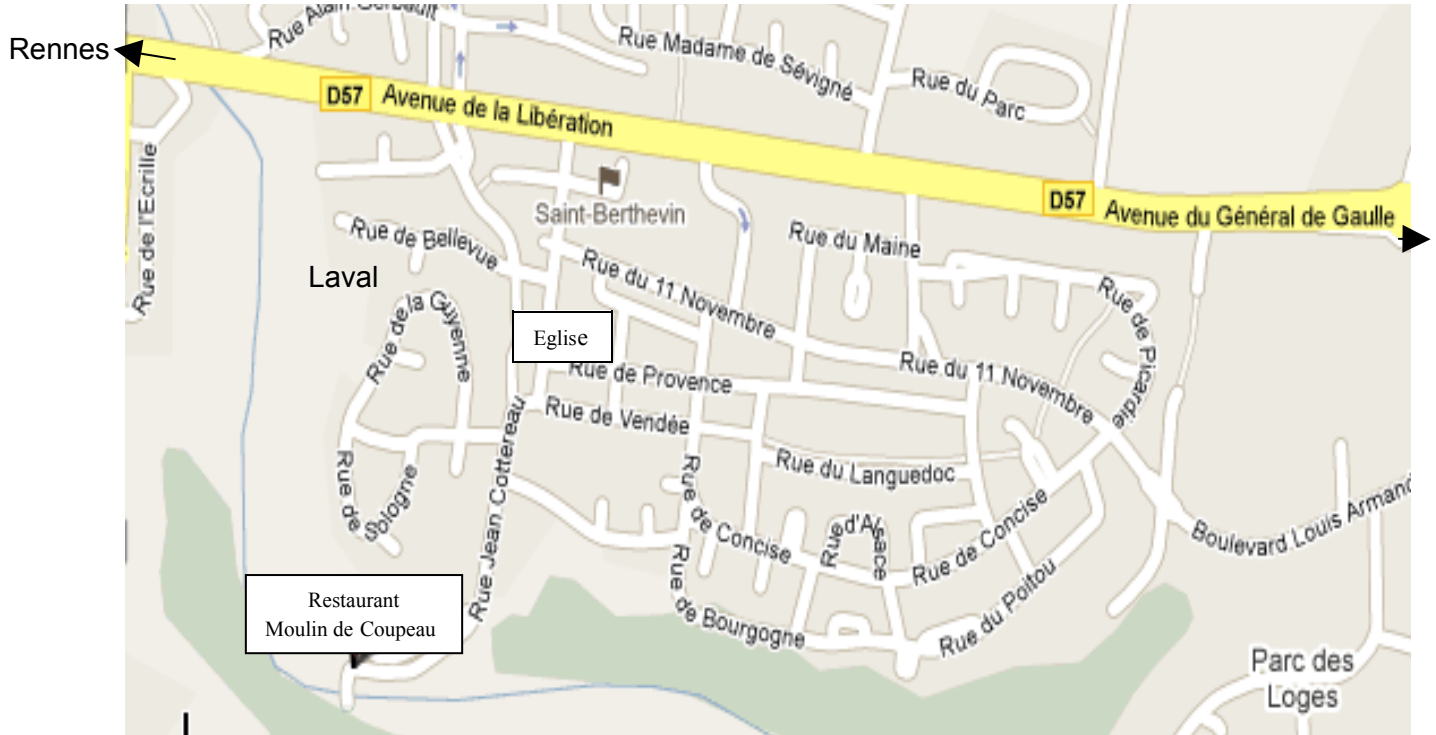 Rue Alain Gerbault
Rennes
Rue Madame de Sévigné
Rue du Parc
D57 Avenue de la Libération
Rue de l'Ecrille
Saint-Berthevin
D57 Avenue du Général de Gaulle
Rue de Bellevue
Rue du Maine
Laval
Rue du 11 Novembre
Rue de la Guyenne
Rue de Picardie
Eglise
Rue du 11 Novembre
Rue de Provence
Rue de Vendée
Rue Jean Cottereau
Rue du Languedoc
Rue de Sologne
Rue de Concise
Rue d'Alsace
Rue de Concise
Boulevard Louis Armand
Rue de Bourgogne
Rue du Poitou
Restaurant
Moulin de Coupeau
Parc des
Loges